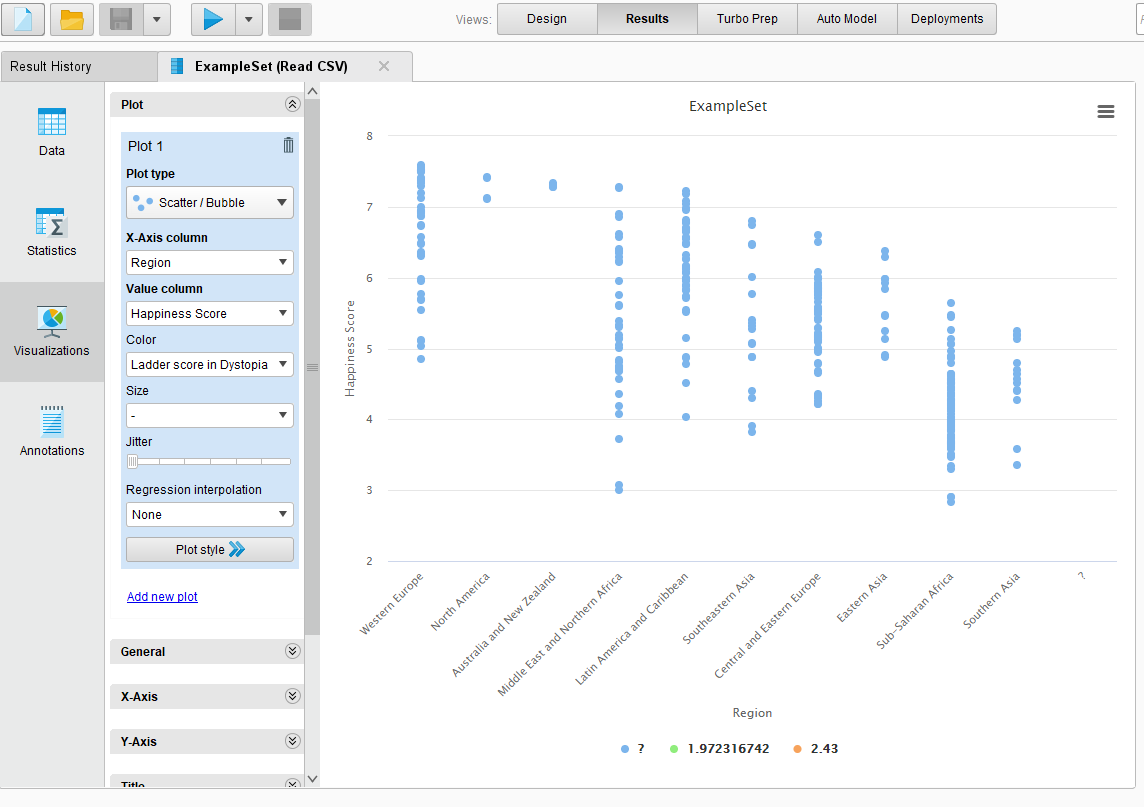 Views:
Design
Results
Turbo Prep
Auto Model
Deployments
Result History
ExampleSet (Read CSV)
Data
Statistics
Visualizations
Annotations
Plot
Plot 1
Plot type
Scatter / Bubble
X-Axis column
Region
Value column
Happiness Score
Color
Ladder score in Dystopia
Size
-
Jitter
Regression interpolation
None
Plot style
Add new plot
General
X-Axis
Y-Axis
Title
ExampleSet
Happiness Score
8
7
6
5
4
3
2
Western Europe
North America
Australia and New Zealand
Middle East and Northern Africa
Latin America and Caribbean
Southeastern Asia
Central and Eastern Europe
Eastern Asia
Sub-Saharan Africa
Southern Asia
?
Region
? 1.972316742 2.43